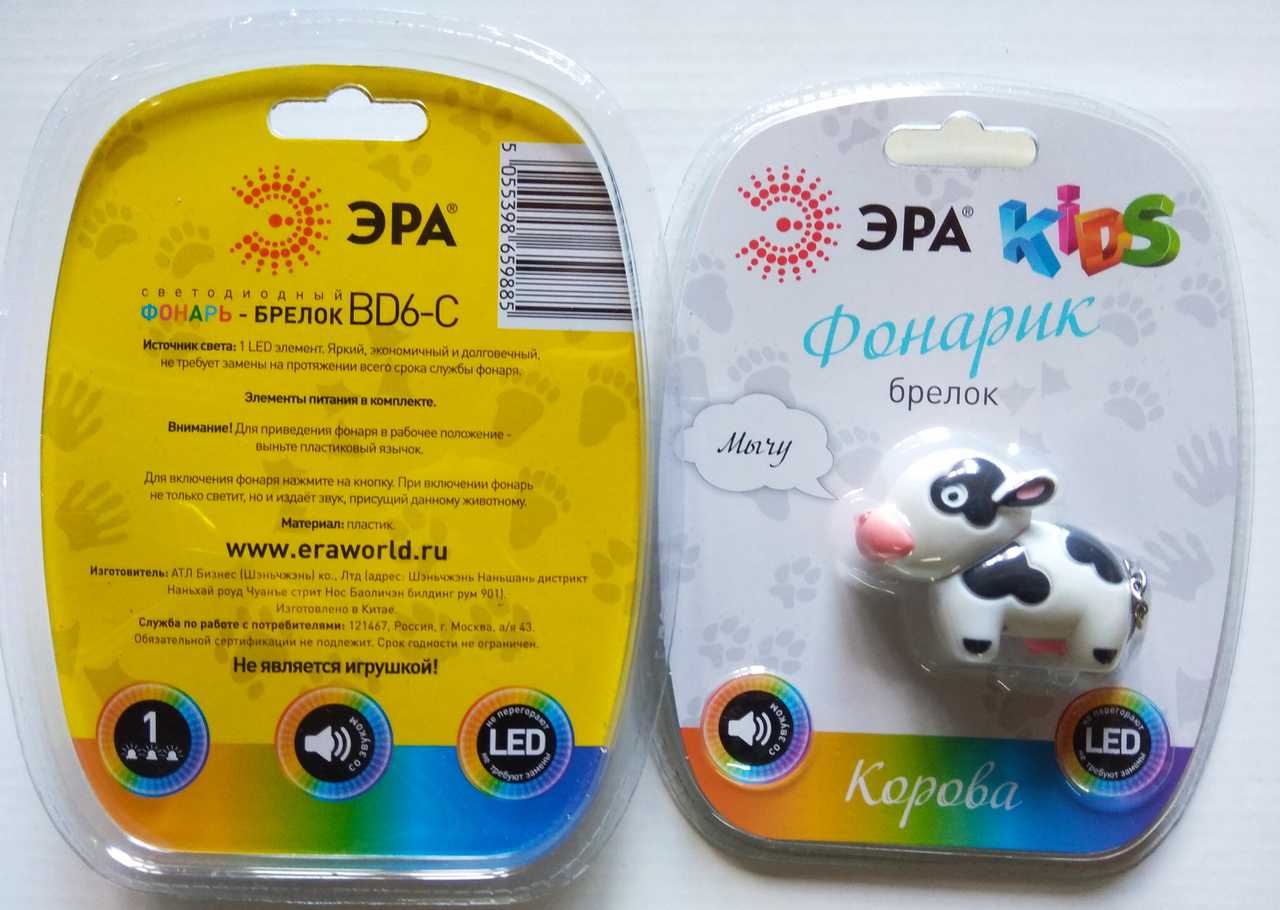 ЭРА®
5 055398 659885
светодиодный
ФОНАРЬ - БРЕЛОК BD6-C
Источник света: 1 LED элемент. Яркий, экономичный и долговечный,
не требует замены на протяжении всего срока службы фонаря.
Элементы питания в комплекте.
Внимание! Для приведения фонаря в рабочее положение -
выньте пластиковый язычок.
Для включения фонаря нажмите на кнопку. При включении фонарь
не только светит, но и издаёт звук, присущий данному животному.
Материал: пластик.
www.eraworld.ru
Изготовитель: АТЛ Бизнес (Шэньчжэнь) ко., Лтд (адрес: Шэньчжэнь Наньшань дистрикт
Наньхай роуд Чуанъе стрит Нос Баоличэн билдинг рум 901).
Изготовлено в Китае.
Служба по работе с потребителями: 121467, Россия, г. Москва, а/я 43.
Обязательной сертификации не подлежит. Срок годности не ограничен.
Не является игрушкой!
1
со звуком
не перегорают
LED
не требуют замены
ЭРА® KiDS
Фонарик
брелок
Мычу
со звуком
не перегорают
LED
не требуют замены
Корова